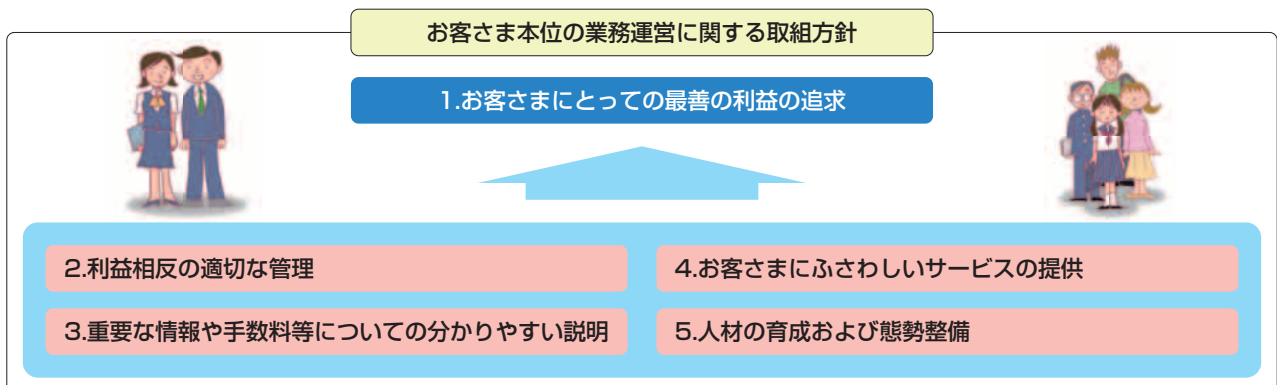 お客さま本位の業務運営に関する取組方針
1.お客さまにとっての最善の利益の追求
2.利益相反の適切な管理
3.重要な情報や手数料等についての分かりやすい説明
4.お客さまにふさわしいサービスの提供
5.人材の育成および態勢整備